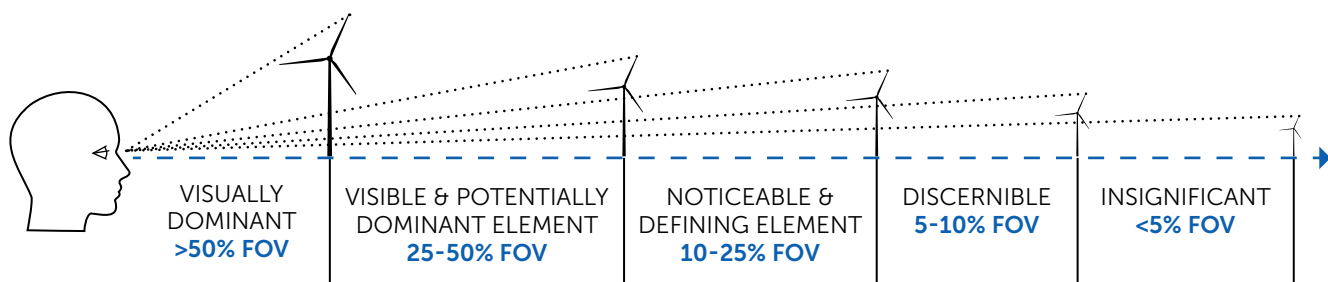 VISUALLY
DOMINANT
>50% FOV
VISIBLE & POTENTIALLY
DOMINANT ELEMENT
25-50% FOV
NOTICEABLE &
DEFINING ELEMENT
10-25% FOV
DISCERNIBLE
5-10% FOV
INSIGNIFICANT
<5% FOV